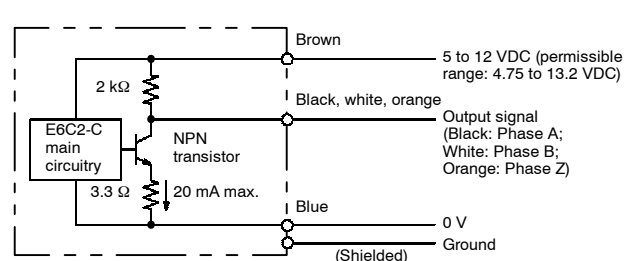 Brown
5 to 12 VDC (permissible
range: 4.75 to 13.2 VDC)
2 kΩ
Black, white, orange
Output signal
(Black: Phase A;
White: Phase B;
Orange: Phase Z)
E6C2-C
main
circuitry
NPN
transistor
3.3 Ω
20 mA max.
Blue
0 V
Ground
(Shielded)